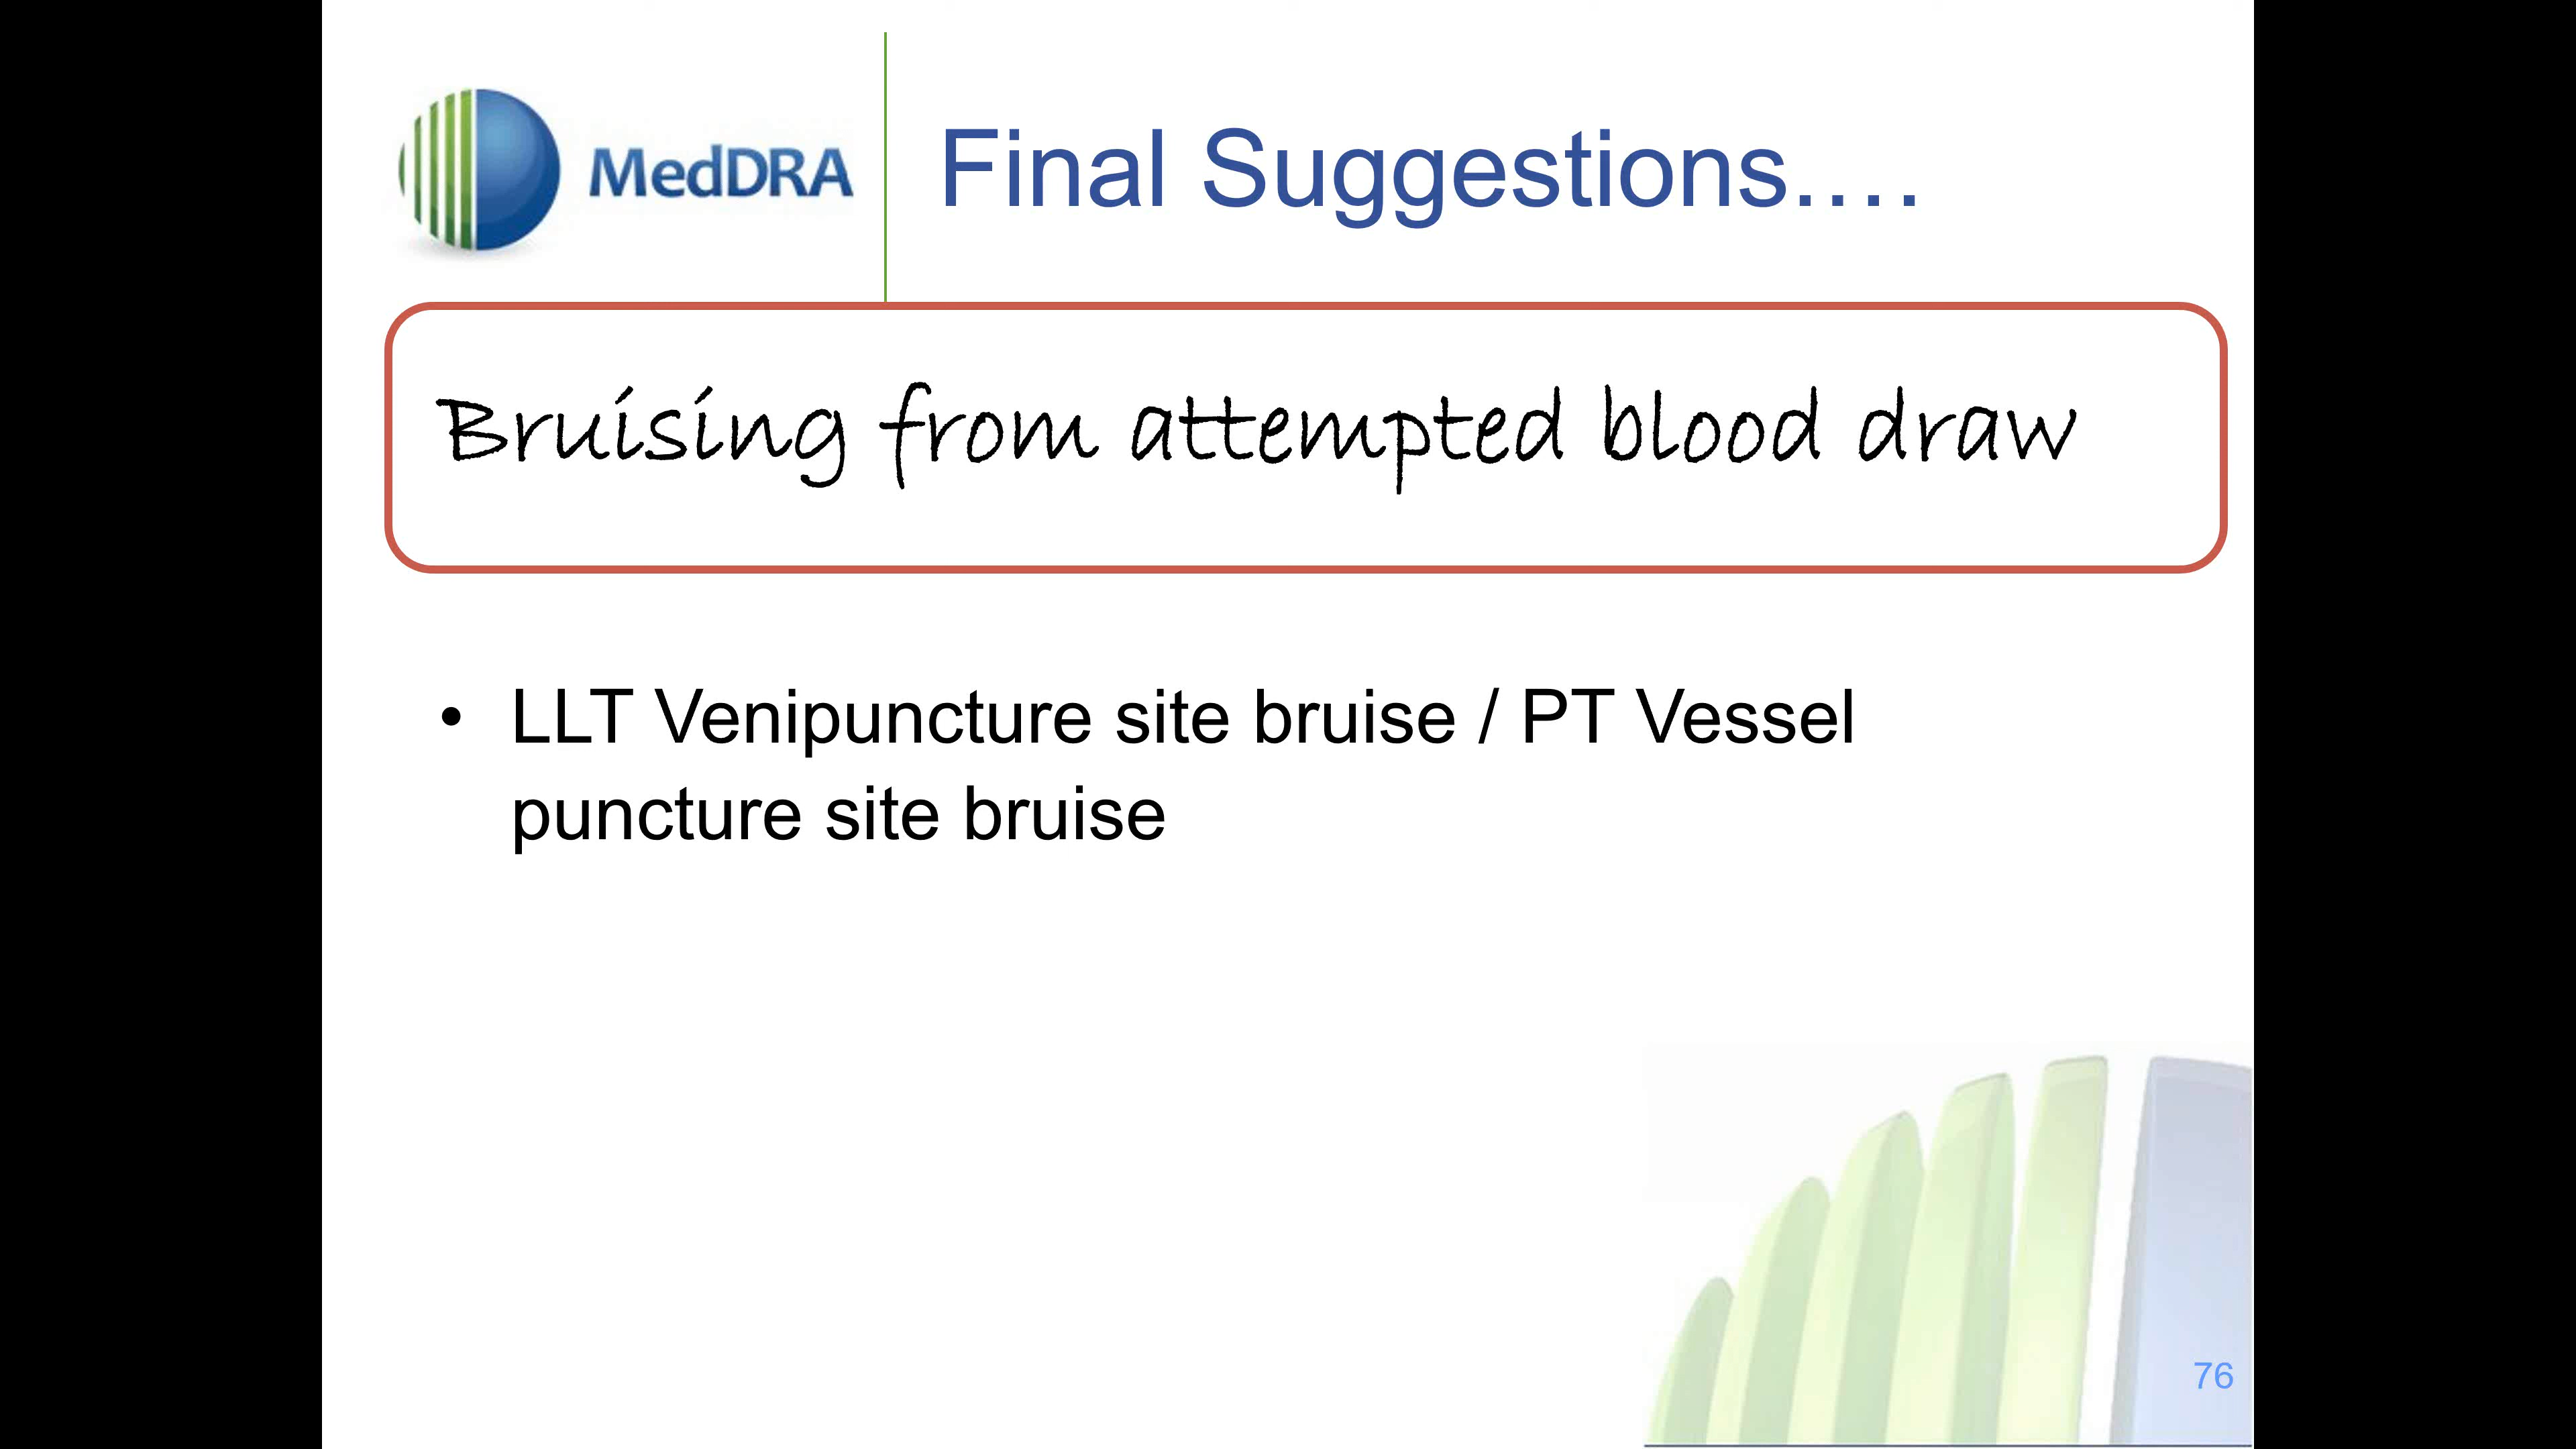 MedDRA
Final Suggestions....
Bruising from attempted blood draw
• LLT Venipuncture site bruise / PT Vessel
puncture site bruise
76